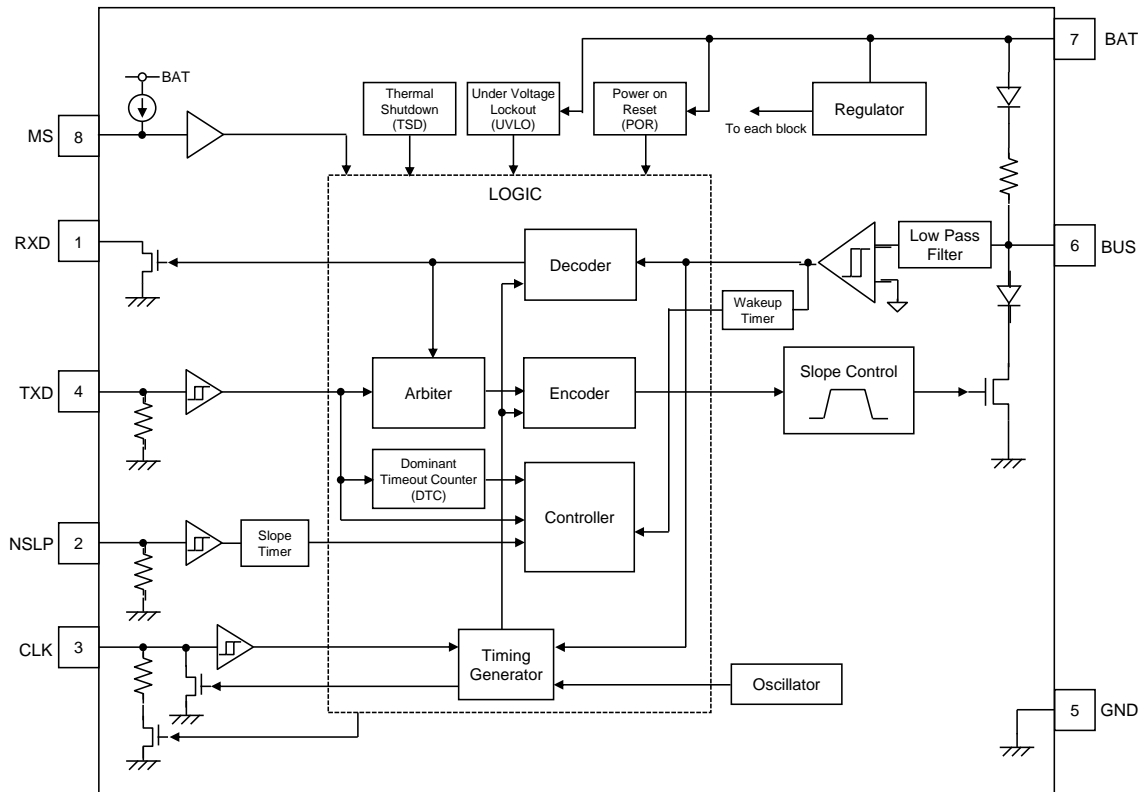 7
BAT
BAT
Thermal
Shutdown
(TSD)
Under Voltage
Lockout
(UVLO)
Power on
Reset
(POR)
Regulator
To each block
MS
8
LOGIC
RXD
1
Decoder
Low Pass
Filter
6
BUS
Wakeup
Timer
TXD
4
Arbiter
Encoder
Slope Control
Dominant
Timeout Counter
(DTC)
Controller
NSLP
2
Slope
Timer
CLK
3
Timing
Generator
Oscillator
5
GND